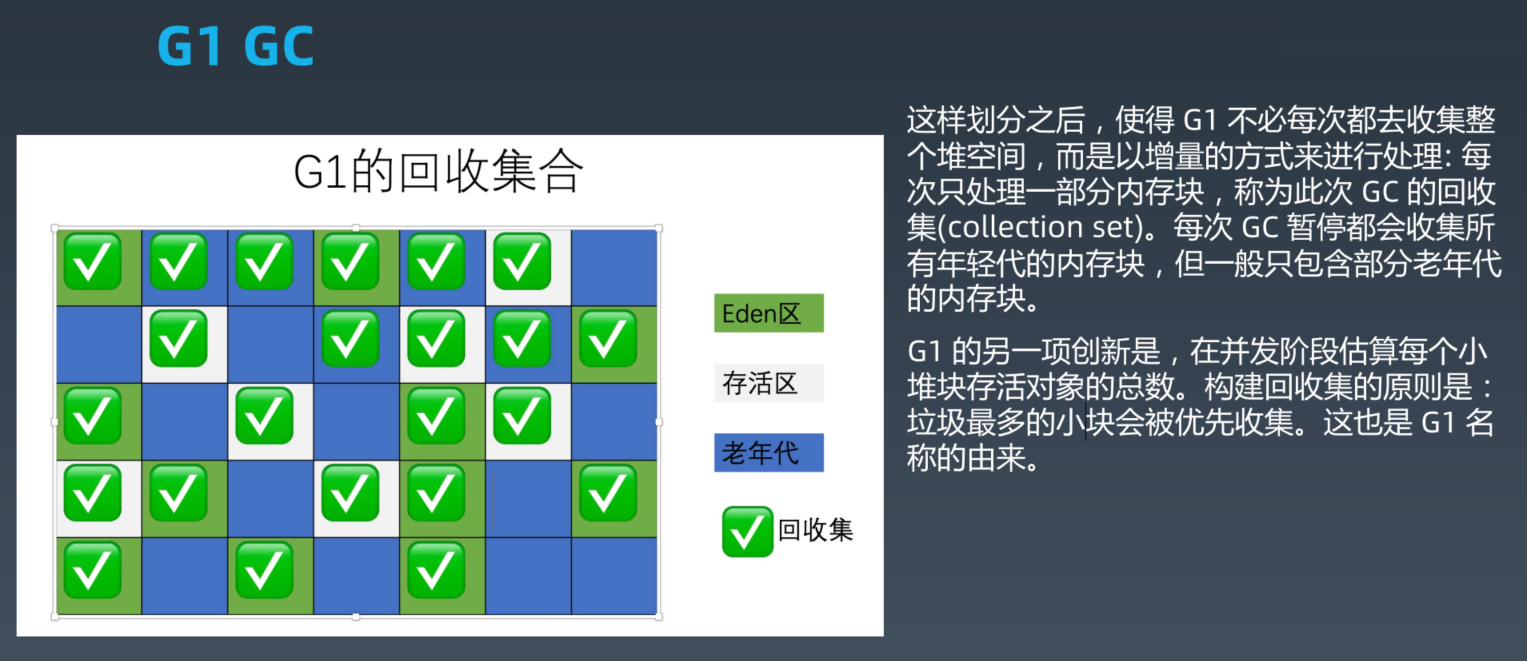 G1 GC
G1的回收集合
Eden区
存活区
老年代
回收集
这样划分之后，使得 G1 不必每次都去收集整
个堆空间，而是以增量的方式来进行处理: 每
次只处理一部分内存块，称为此次 GC 的回收
集(collection set)。每次 GC 暂停都会收集所
有年轻代的内存块，但一般只包含部分老年代
的内存块。
G1 的另一项创新是，在并发阶段估算每个小
堆块存活对象的总数。构建回收集的原则是：
垃圾最多的小块会被优先收集。这也是 G1 名
称的由来。